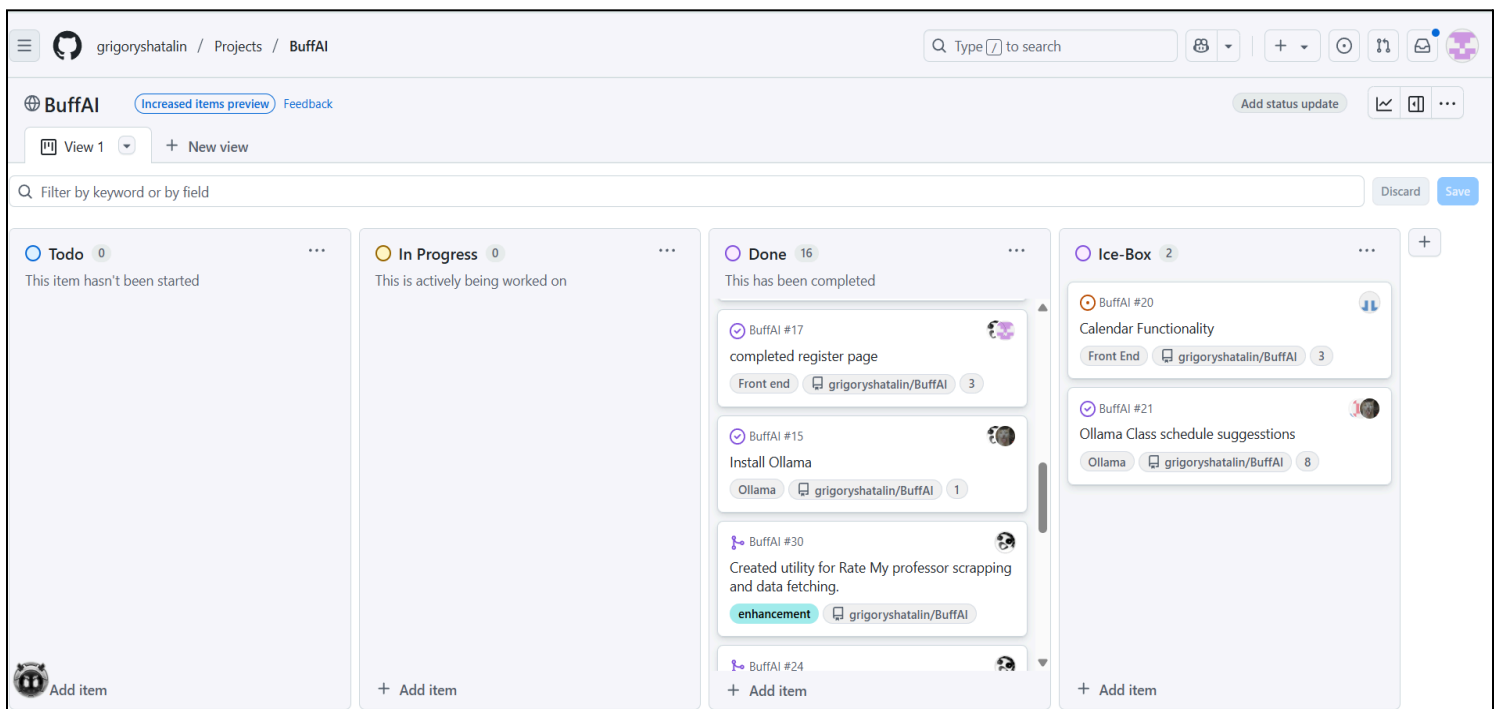 grigoryshatalin / Projects / BuffAI
Type / to search
BuffAI
Increased items preview
Feedback
Add status update
View 1
New view
Filter by keyword or by field
Discard
Save
Todo 0
This item hasn't been started
Add item
In Progress 0
This is actively being worked on
Add item
Done 16
This has been completed
BuffAI #17
completed register page
Front end grigoryshatalin/BuffAI 3
BuffAI #15
Install Ollama
Ollama grigoryshatalin/BuffAI 1
BuffAI #30
Created utility for Rate My professor scrapping
and data fetching.
enhancement grigoryshatalin/BuffAI
BuffAI #24
Add item
Ice-Box 2
BuffAI #20
Calendar Functionality
Front End grigoryshatalin/BuffAI 3
BuffAI #21
Ollama Class schedule suggesstions
Ollama grigoryshatalin/BuffAI 8
Add item